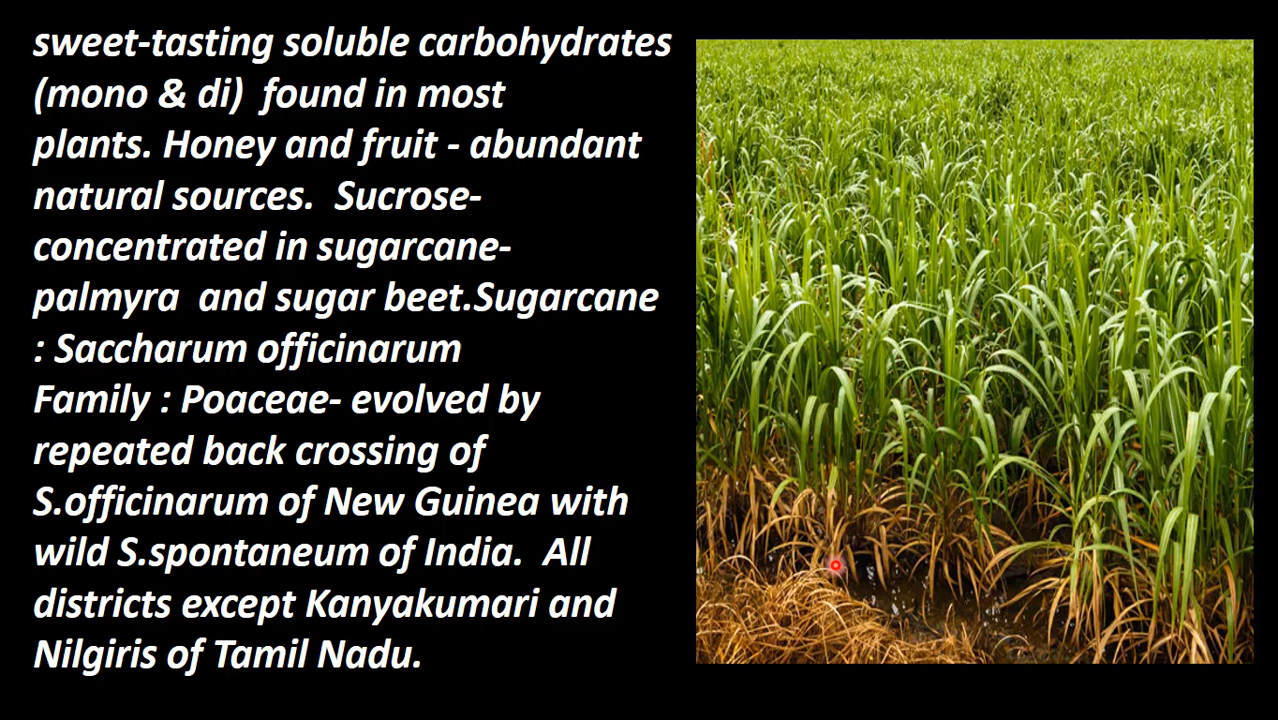 sweet-tasting soluble carbohydrates
(mono & di)  found in most
plants. Honey and fruit - abundant
natural sources.  Sucrose-
concentrated in sugarcane-
palmyra  and sugar beet.Sugarcane
: Saccharum officinarum
Family : Poaceae- evolved by
repeated back crossing of
S.officinarum of New Guinea with
wild S.spontaneum of India.  All
districts except Kanyakumari and
Nilgiris of Tamil Nadu.